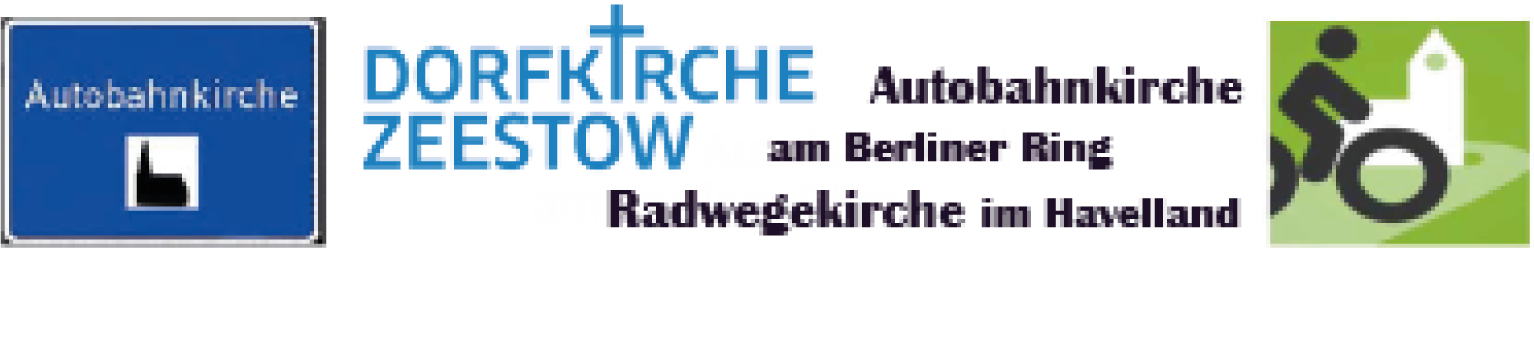 Autobahnkirche
DORFKIRCHE
ZEESTOW
Autobahnkirche
am Berliner Ring
Radwegekirche im Havelland